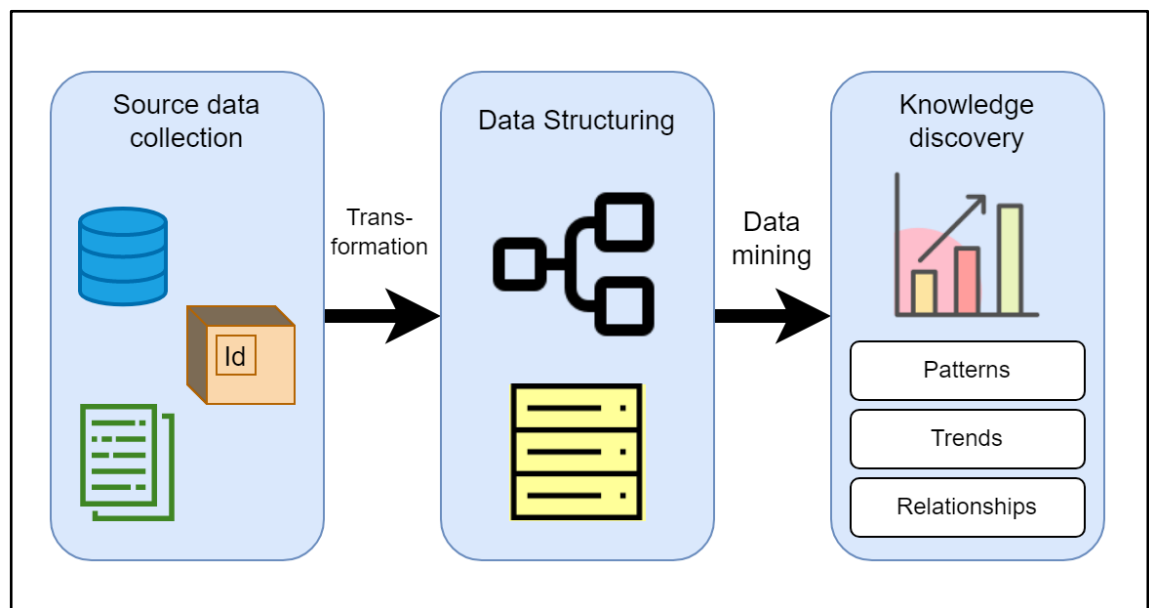 Source data
collection
Id
Trans-
formation
Data Structuring
Data
mining
Knowledge
discovery
Patterns
Trends
Relationships